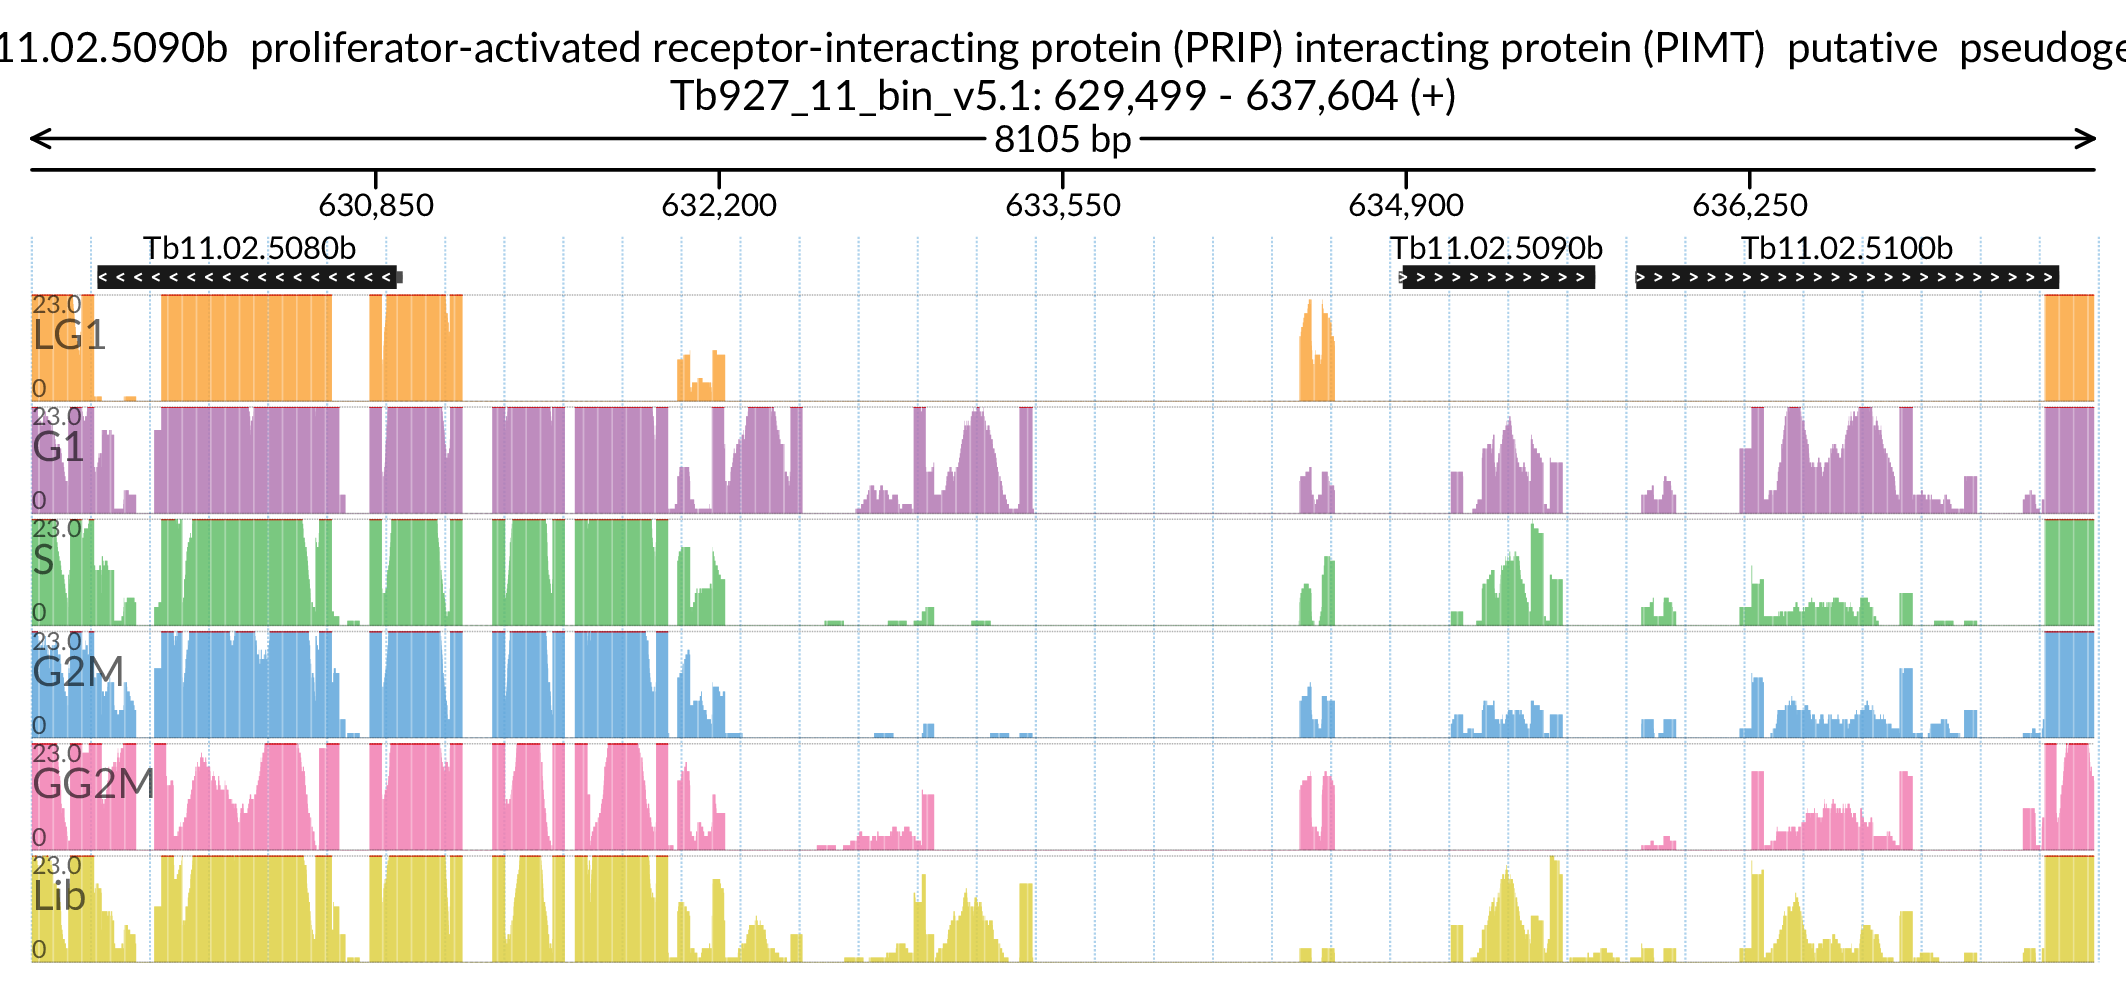 11.02.5090b proliferator-activated receptor-interacting protein (PRIP) interacting protein (PIMT) putative pseudoge
Tb927_11_bin_v5.1: 629,499 - 637,604 (+)
8105 bp
630,850 632,200 633,550 634,900 636,250
Tb11.02.5080b Tb11.02.5090b Tb11.02.5100b
23.0
LG1
0
23.0
G1
0
23.0
S
0
23.0
G2M
0
23.0
GG2M
0
23.0
Lib
0